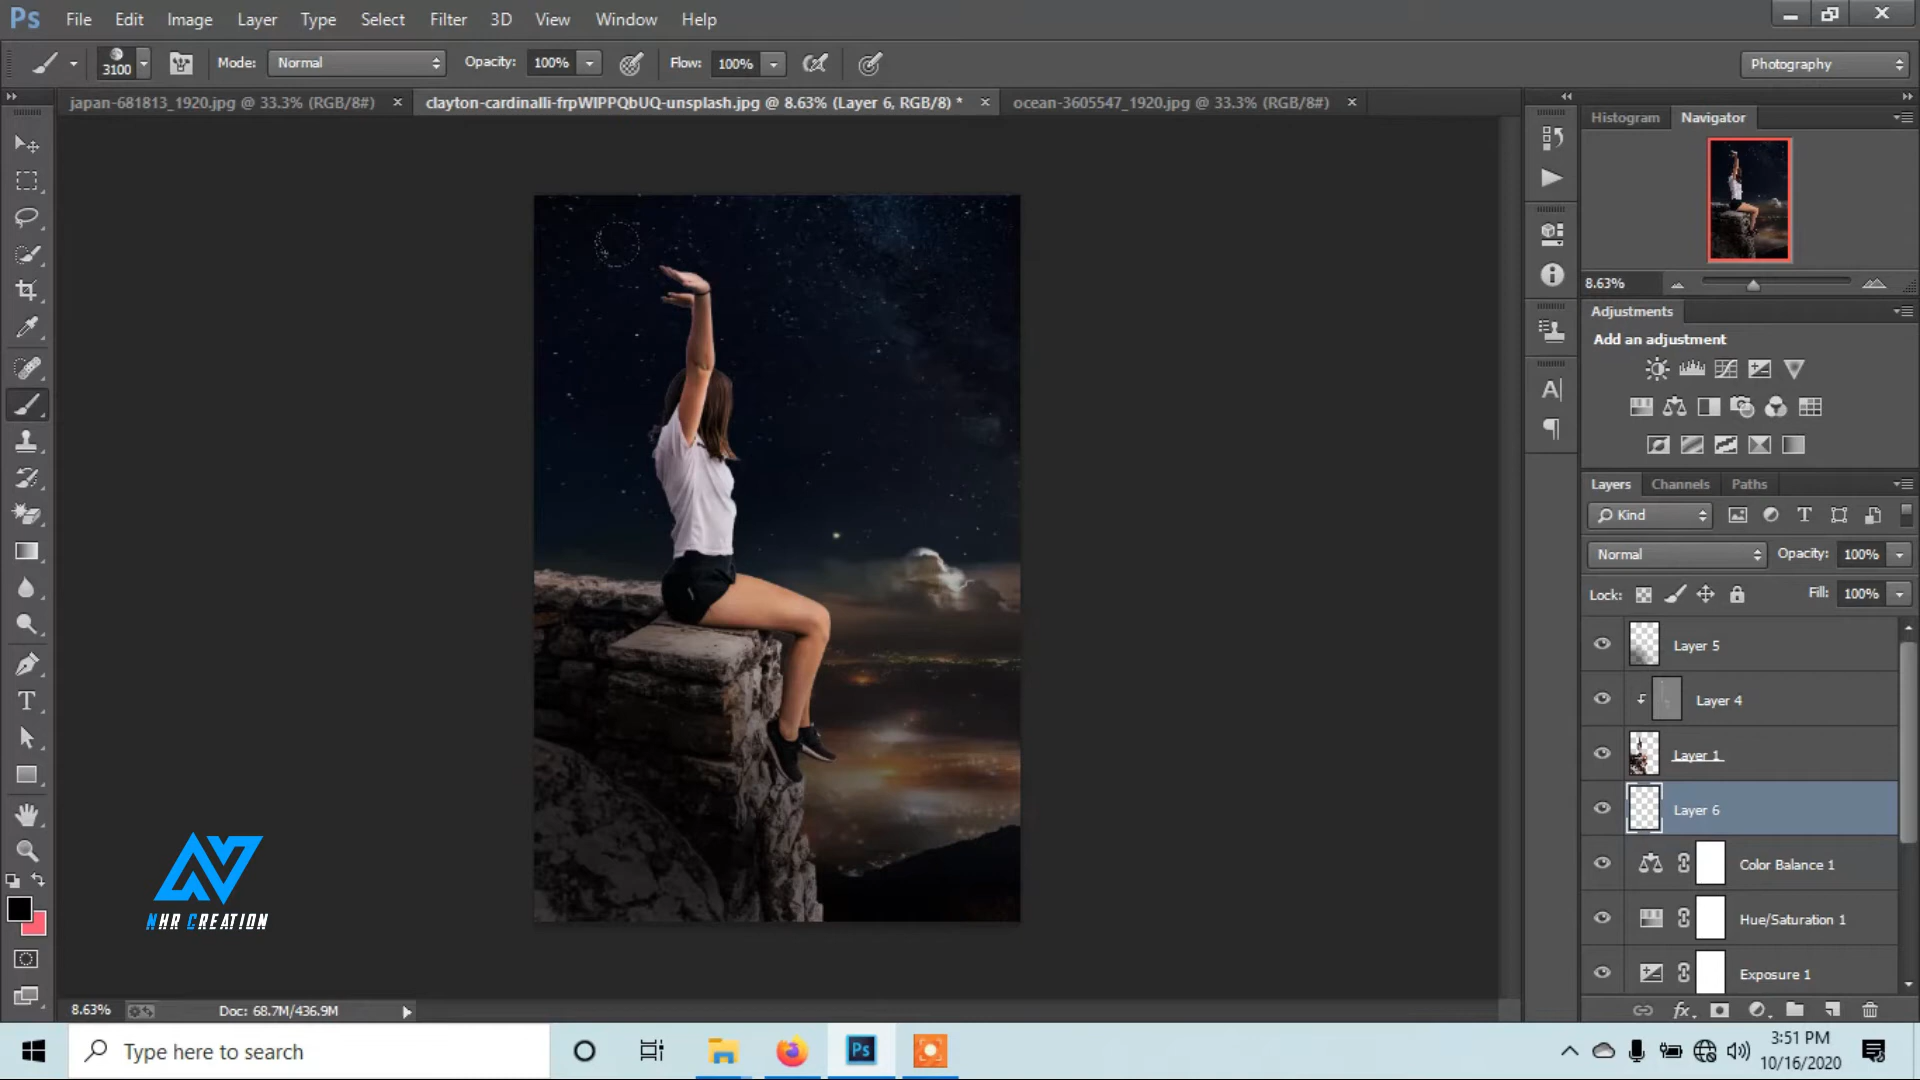 Ps File Edit Image Layer Type Select Filter 3D View Window Help
3100 Mode: Normal Opacity: 100% Flow: 100% Photography
japan-681813_1920.jpg @ 33.3% (RGB/8#) × clayton-cardinalli-frpWIPPQbUQ-unsplash.jpg @ 8.63% (Layer 6, RGB/8) * × ocean-3605547_1920.jpg @ 33.3% (RGB/8#) ×
Histogram Navigator
8.63%
Adjustments
Add an adjustment
Layers Channels Paths
Kind
Normal Opacity: 100%
Lock: Fill: 100%
Layer 5
Layer 4
Layer 1
Layer 6
Color Balance 1
Hue/Saturation 1
Exposure 1
NHR CREATION
8.63% Doc: 68.7M/436.9M
Type here to search
Ps
3:51 PM
10/16/2020